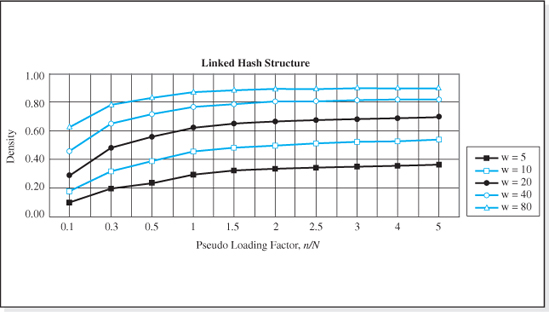 Linked Hash Structure
1.00
0.80
0.60
0.40
0.20
0.00
Density
0.1 0.3 0.5 1 1.5 2 2.5 3 4 5
Pseudo Loading Factor, n/N
w = 5
w = 10
w = 20
w = 40
w = 80